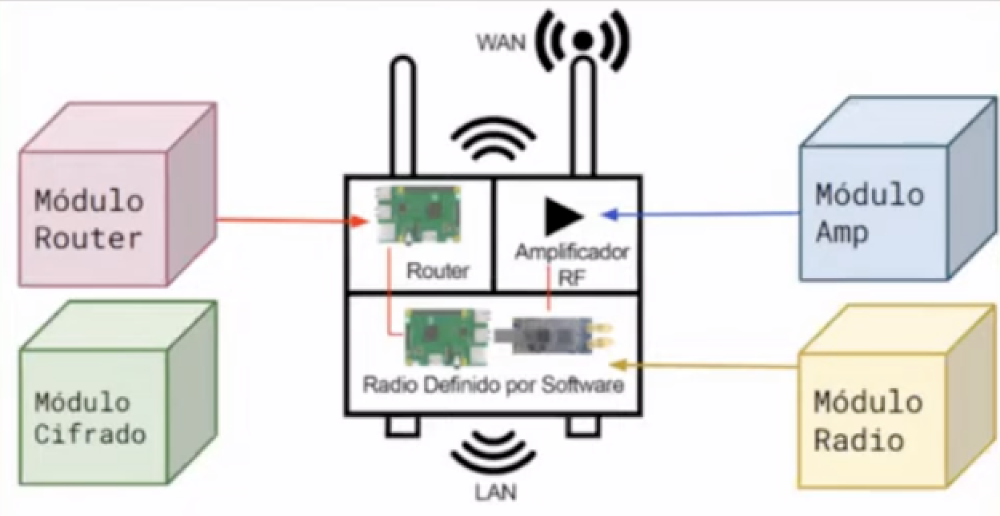 WAN
Módulo
Router
Módulo
Amp
Router
Amplificador
RF
Módulo
Cifrado
Radio Definido por Software
Módulo
Radio
LAN